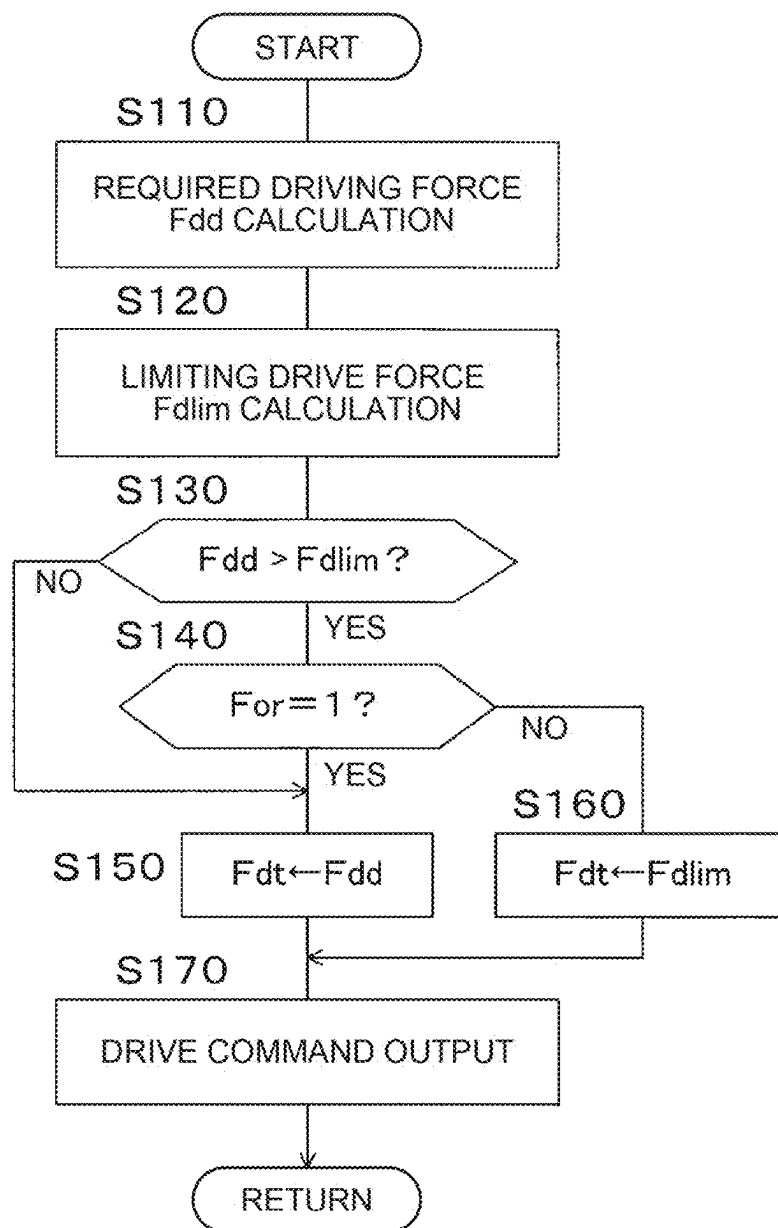 START
S110
REQUIRED DRIVING FORCE
Fdd CALCULATION
S120
LIMITING DRIVE FORCE
Fdlim CALCULATION
S130
Fdd > Fdlim ?
NO
YES
S140
For=1?
NO
YES
S150
Fdt←Fdd
S160
Fdt←Fdlim
S170
DRIVE COMMAND OUTPUT
RETURN